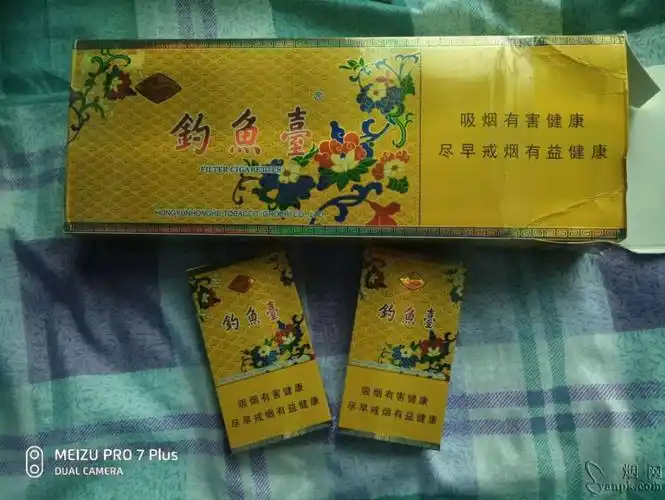 釣魚臺
®
FILTER CIGARETTES
HONGYUNHONGHE TOBACCO (GROUP) CO., LTD.
吸烟有害健康
尽早戒烟有益健康
釣魚臺
吸烟有害健康
尽早戒烟有益健康
釣魚臺
吸烟有害健康
尽早戒烟有益健康
MEIZU PRO 7 Plus
DUAL CAMERA
烟网
yanpk.com